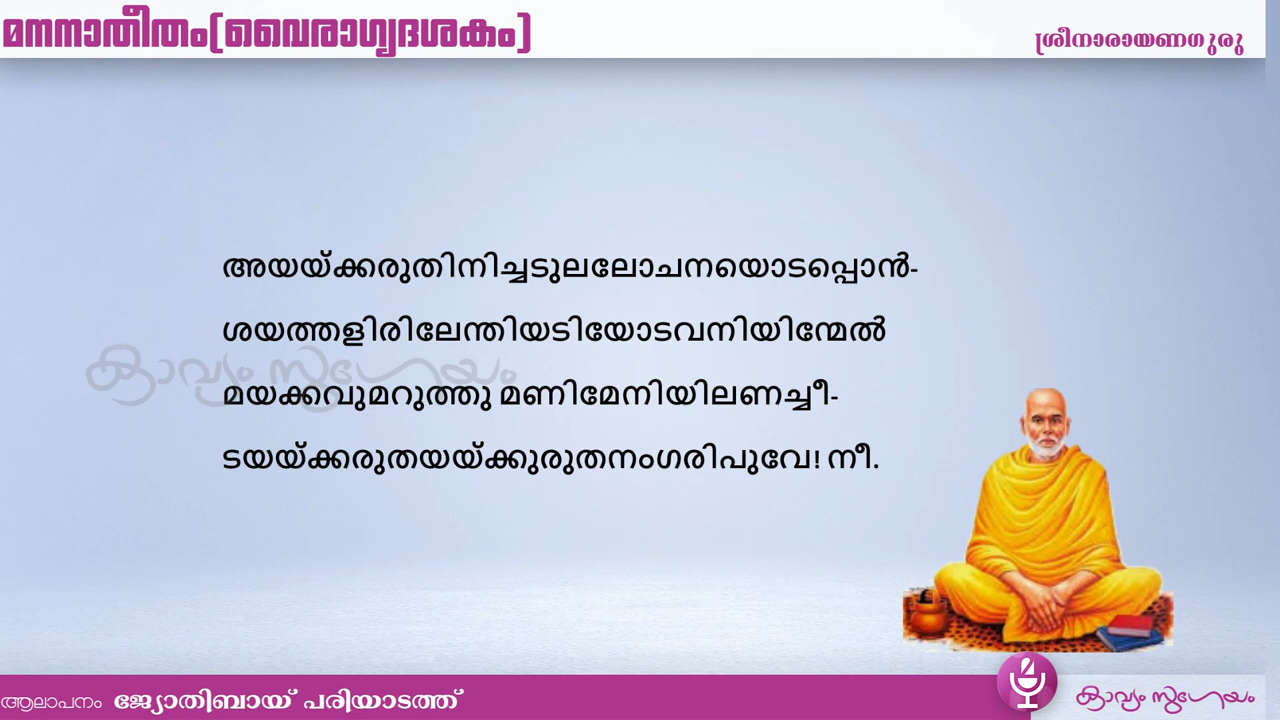 മനനാതീതം(വൈരാഗ്യദശകം)
ശ്രീനാരായണഗുരു
അയയ്ക്കരുതിനിച്ചടുലലോചനയൊടപ്പൊൻ-
ശയത്തളിരിലേന്തിയടിയോടവനിയിന്മേൽ
മയക്കവുമറുത്തു മണിമേനിയിലണച്ചീ-
ടയയ്ക്കരുതയയ്ക്കുരുതനംഗരിപുവേ! നീ.
കാവ്യം സുഗേയം
ആലാപനം ജ്യോതിബായ് പരിയാടത്ത്
കാവ്യം സുഗേയം